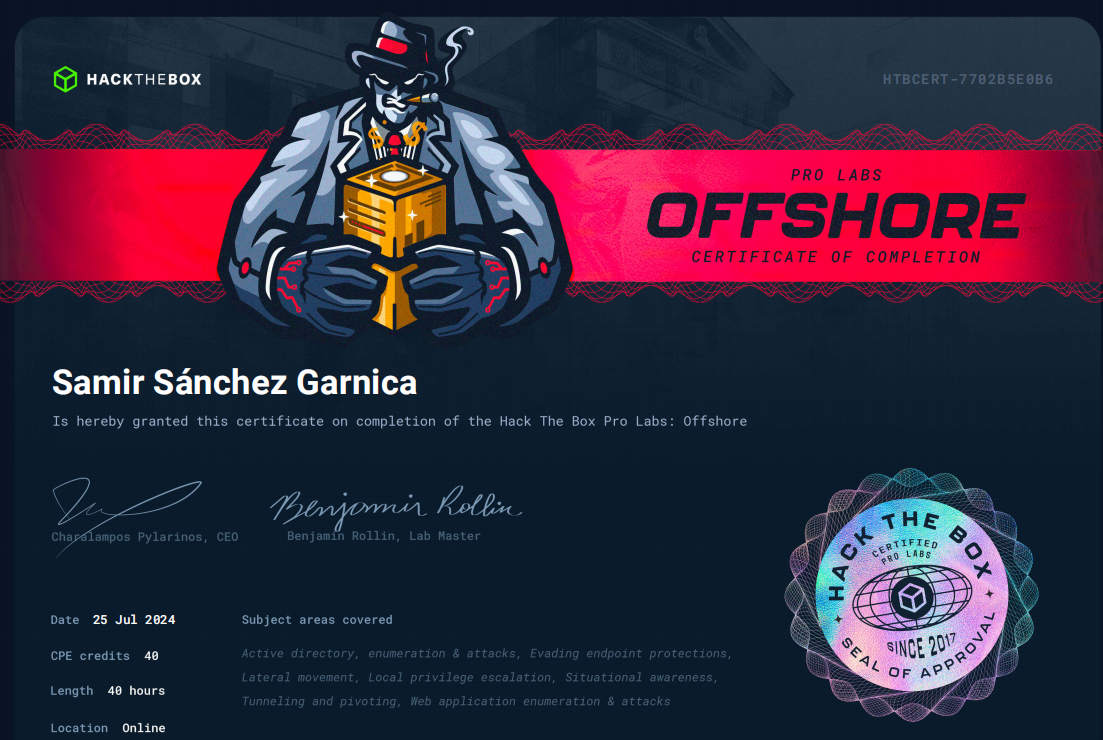 HACKTHEBOX
HTBCERT-7702B5E0B6
PRO LABS
OFFSHORE
CERTIFICATE OF COMPLETION
Samir Sánchez Garnica
Is hereby granted this certificate on completion of the Hack The Box Pro Labs: Offshore
Benjamin Rollin
Charalampos Pylarinos, CEO
Benjamin Rollin, Lab Master
HACK THE BOX
CERTIFIED
PRO LABS
SINCE 2017
SEAL OF APPROVAL
Date 25 Jul 2024
CPE credits 40
Length 40 hours
Location Online
Subject areas covered
Active directory, enumeration & attacks, Evading endpoint protections,
Lateral movement, Local privilege escalation, Situational awareness,
Tunneling and pivoting, Web application enumeration & attacks